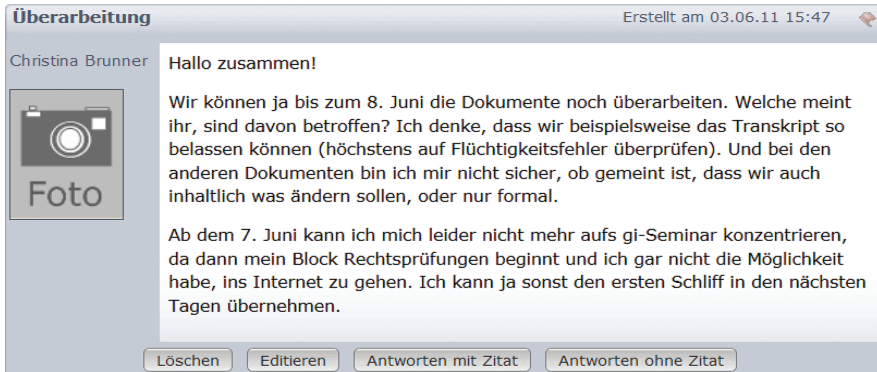 Überarbeitung
Erstellt am 03.06.11 15:47
Christina Brunner
Foto
Hallo zusammen!
Wir können ja bis zum 8. Juni die Dokumente noch überarbeiten. Welche meint
ihr, sind davon betroffen? Ich denke, dass wir beispielsweise das Transkript so
belassen können (höchstens auf Flüchtigkeitsfehler überprüfen). Und bei den
anderen Dokumenten bin ich mir nicht sicher, ob gemeint ist, dass wir auch
inhaltlich was ändern sollen, oder nur formal.
Ab dem 7. Juni kann ich mich leider nicht mehr aufs gi-Seminar konzentrieren,
da dann mein Block Rechtsprüfungen beginnt und ich gar nicht die Möglichkeit
habe, ins Internet zu gehen. Ich kann ja sonst den ersten Schliff in den nächsten
Tagen übernehmen.
Löschen
Editieren
Antworten mit Zitat
Antworten ohne Zitat